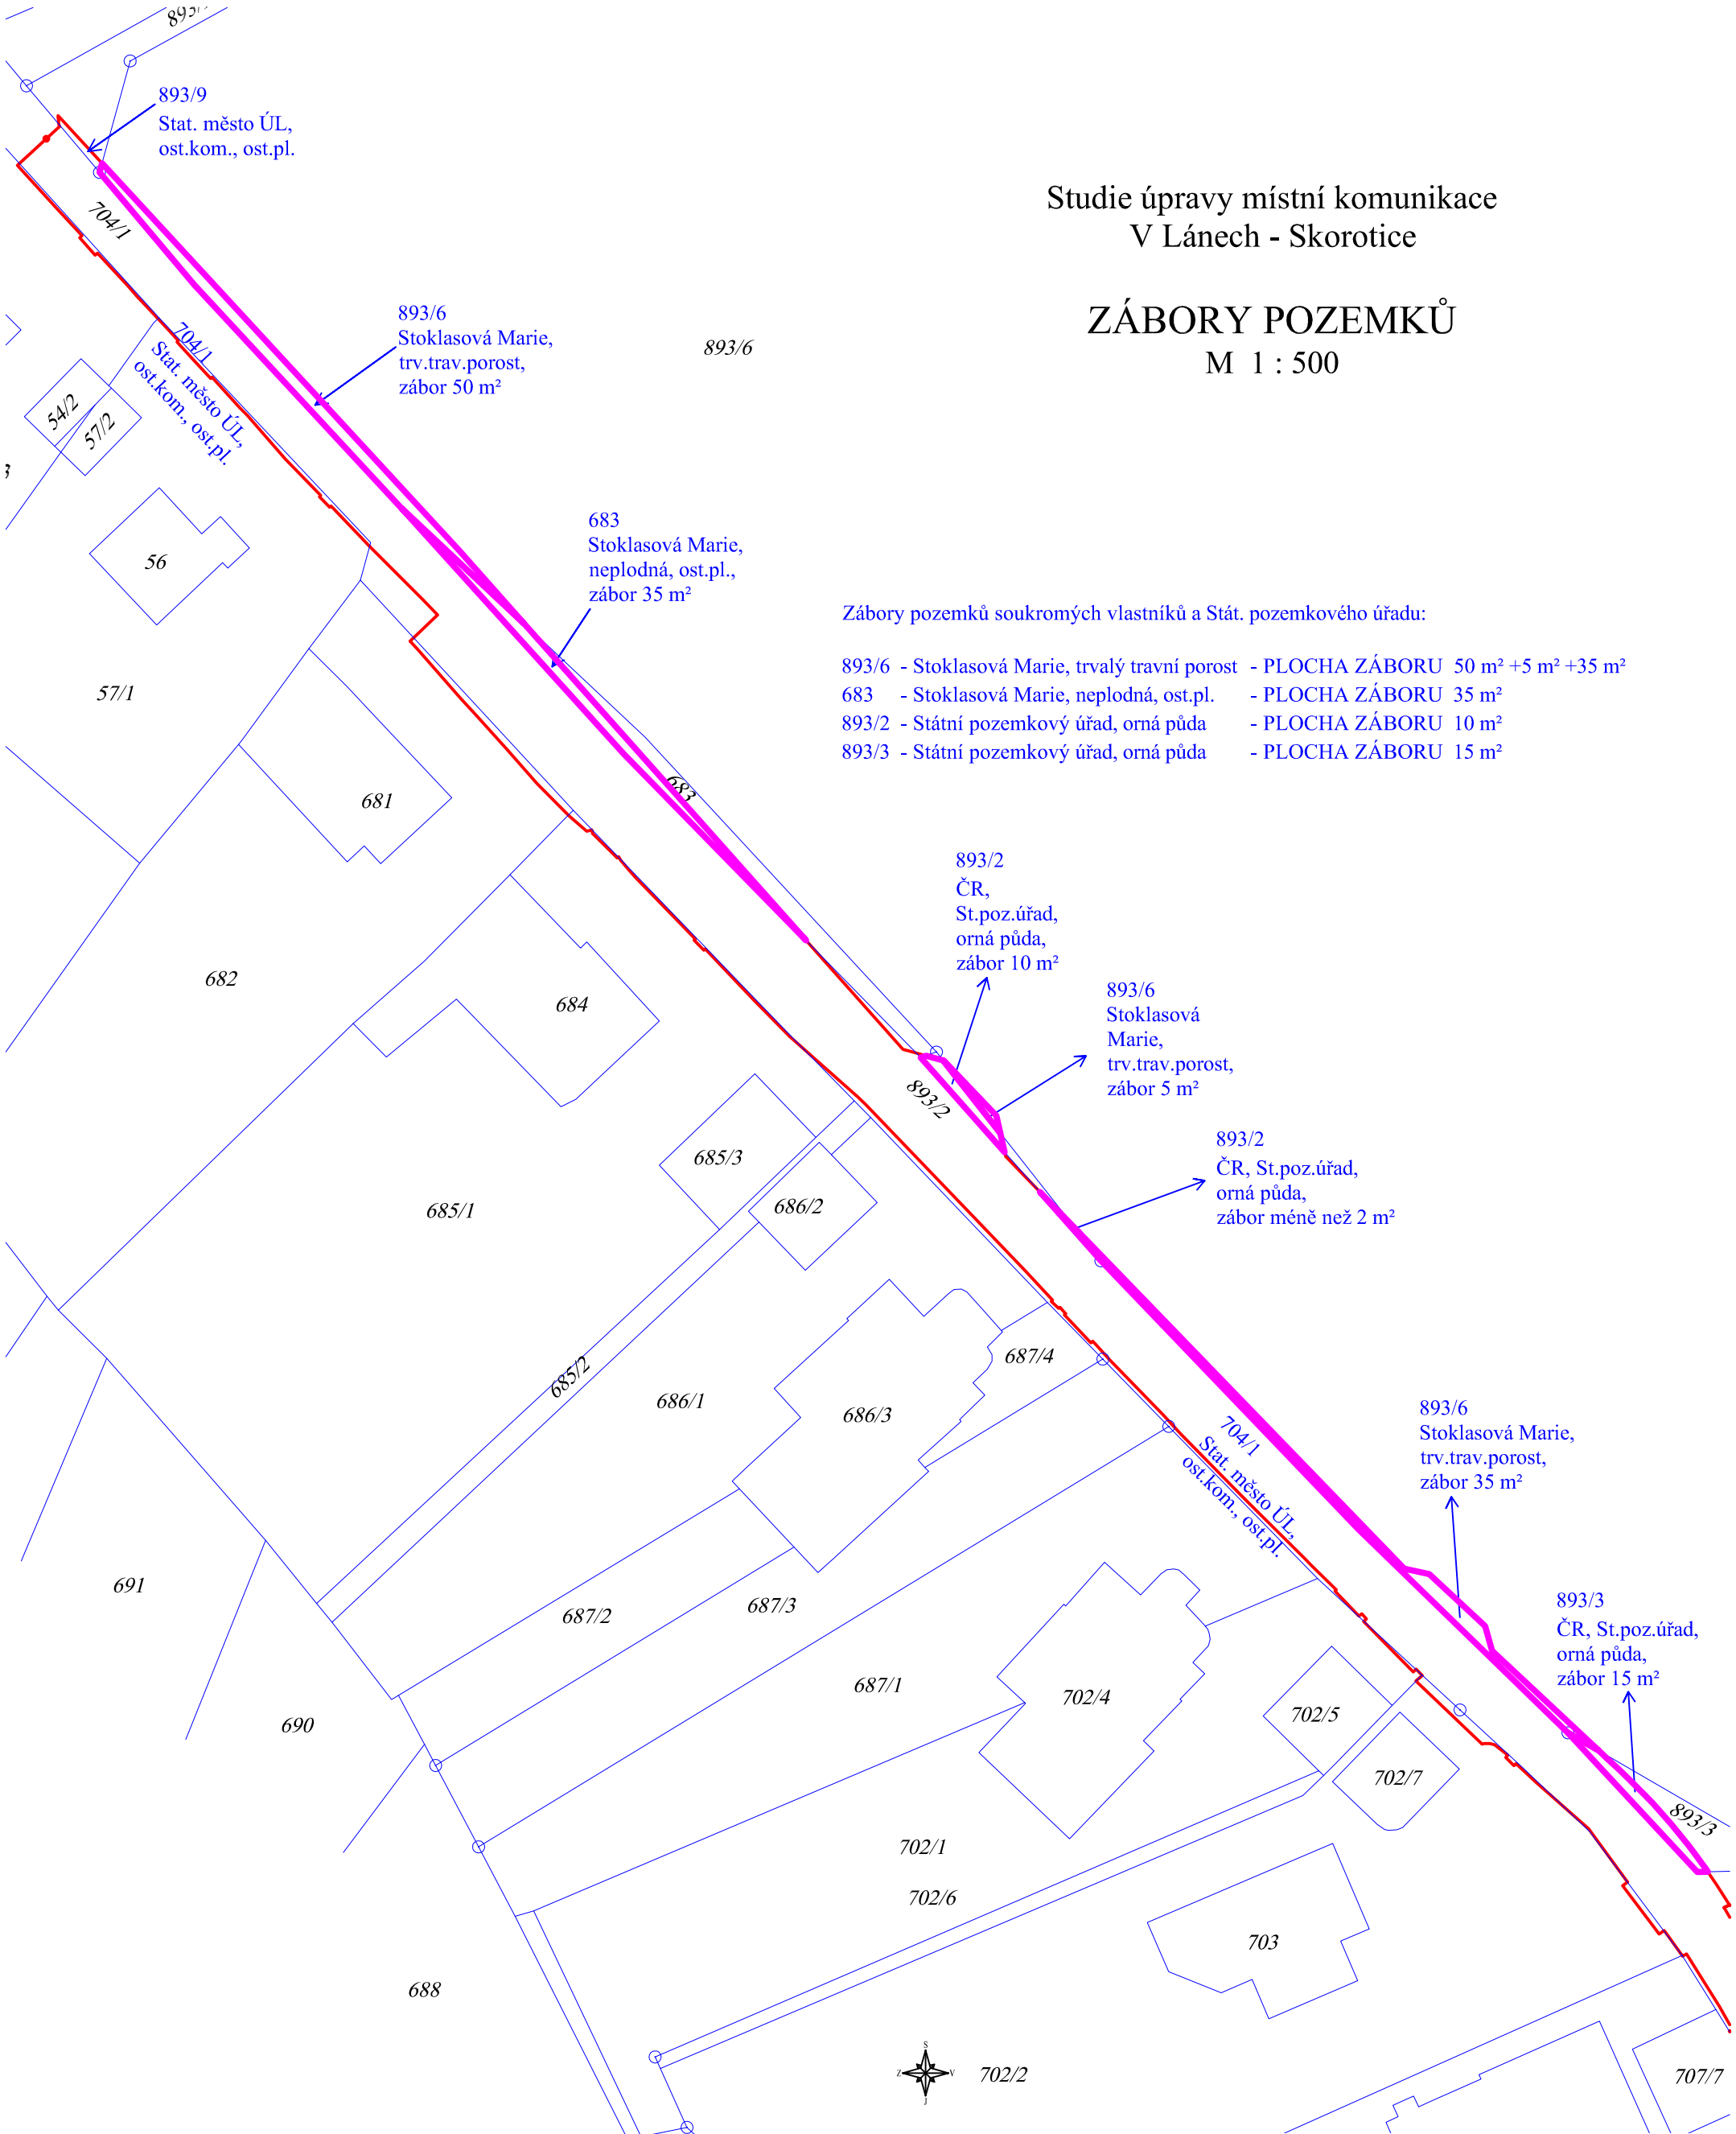 893/9
Stat. město ÚL,
ost.kom., ost.pl.
704/1
Studie úpravy místní komunikace
V Lánech - Skorotice
ZÁBORY POZEMKŮ
M 1 : 500
893/6
Stoklasová Marie,
trv.trav.porost,
zábor 50 m²
893/6
704/1
Stat. město ÚL,
ost.kom., ost.pl.
54/2
57/2
56
57/1
683
Stoklasová Marie,
neplodná, ost.pl.,
zábor 35 m²
Zábory pozemků soukromých vlastníků a Stát. pozemkového úřadu:
893/6 - Stoklasová Marie, trvalý travní porost - PLOCHA ZÁBORU 50 m² +5 m² +35 m²
683 - Stoklasová Marie, neplodná, ost.pl. - PLOCHA ZÁBORU 35 m²
893/2 - Státní pozemkový úřad, orná půda - PLOCHA ZÁBORU 10 m²
893/3 - Státní pozemkový úřad, orná půda - PLOCHA ZÁBORU 15 m²
681
683
893/2
ČR,
St.poz.úřad,
orná půda,
zábor 10 m²
682
684
893/6
Stoklasová
Marie,
trv.trav.porost,
zábor 5 m²
893/2
893/2
ČR, St.poz.úřad,
orná půda,
zábor méně než 2 m²
685/3
686/2
685/1
685/2
686/1
686/3
687/4
704/1
Stat. město ÚL,
ost.kom., ost.pl.
893/6
Stoklasová Marie,
trv.trav.porost,
zábor 35 m²
691
687/2
687/3
893/3
ČR, St.poz.úřad,
orná půda,
zábor 15 m²
690
687/1
702/4
702/5
702/7
893/3
702/1
702/6
703
688
S
Z
V
J
702/2
707/7